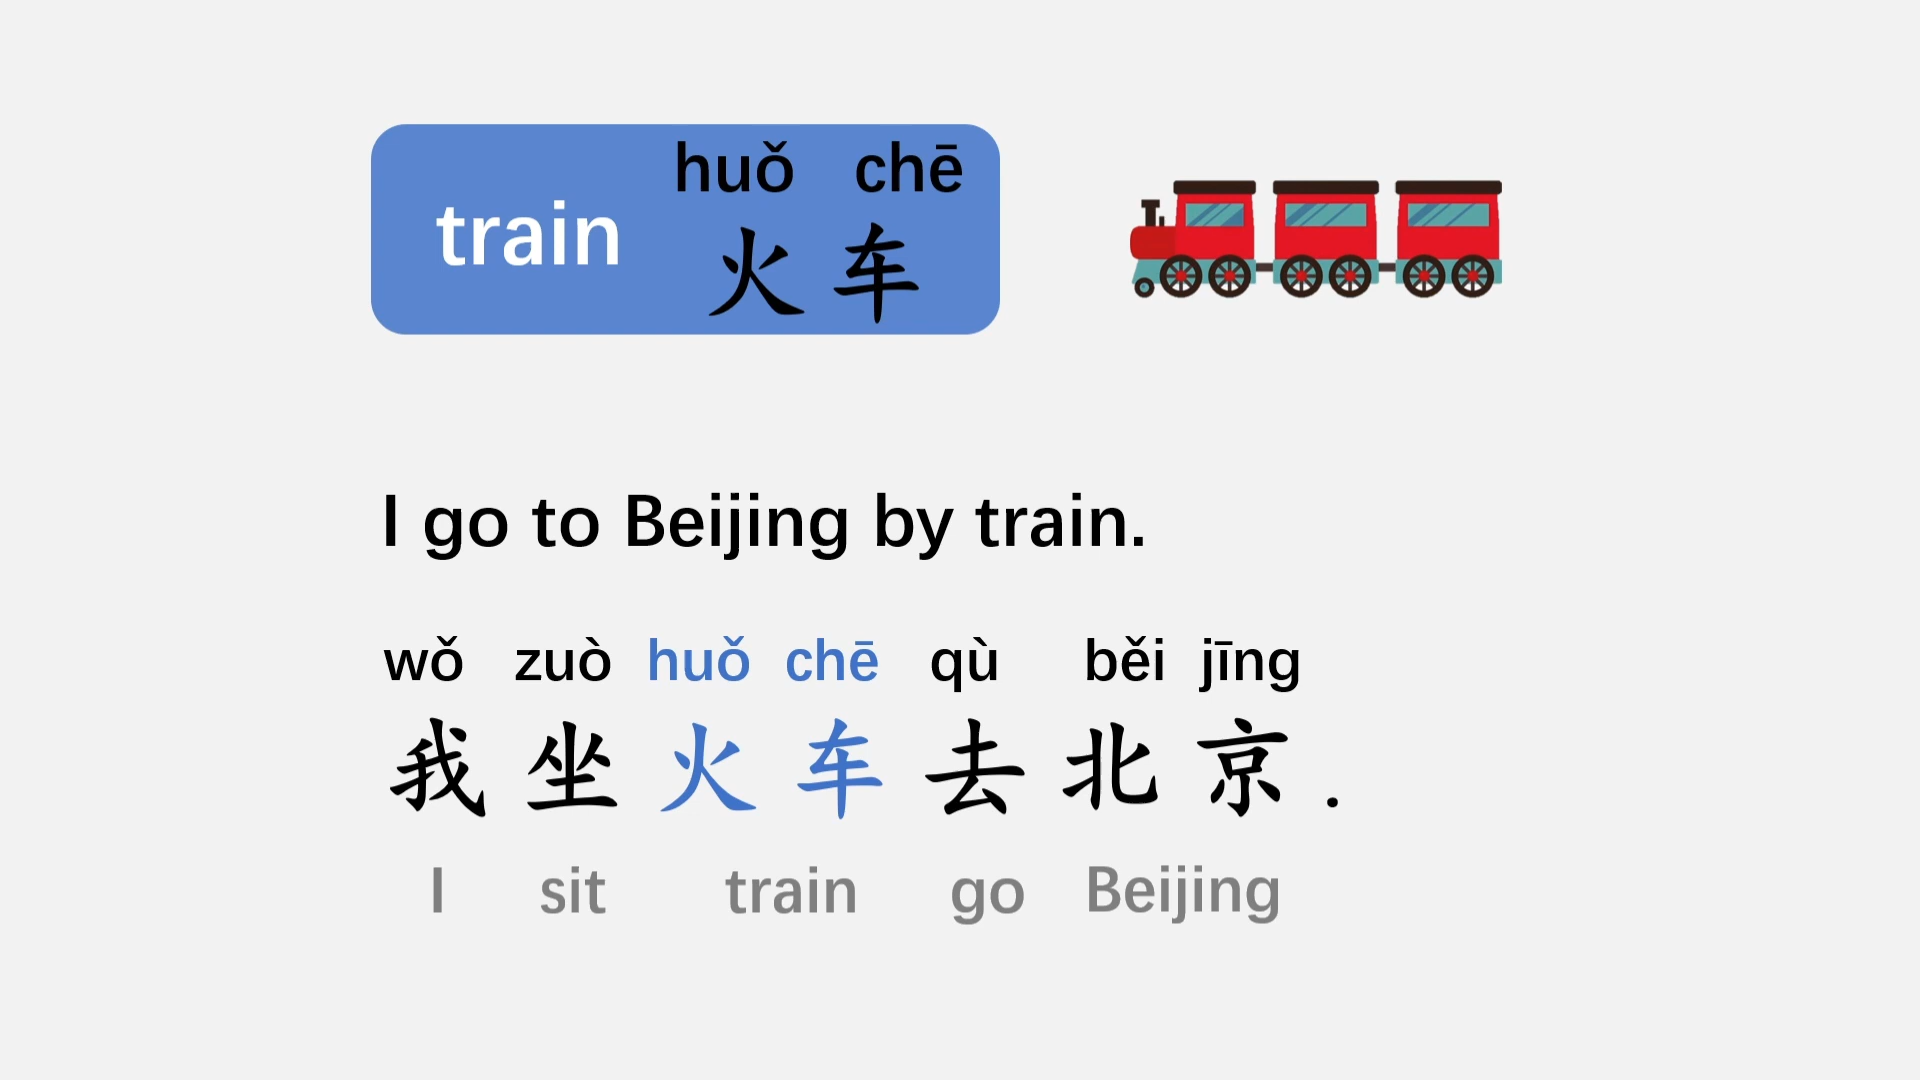 huǒ chē
train 火车
I go to Beijing by train.
wǒ zuò huǒ chē qù běi jīng
我坐火车去北京.
I sit train go Beijing